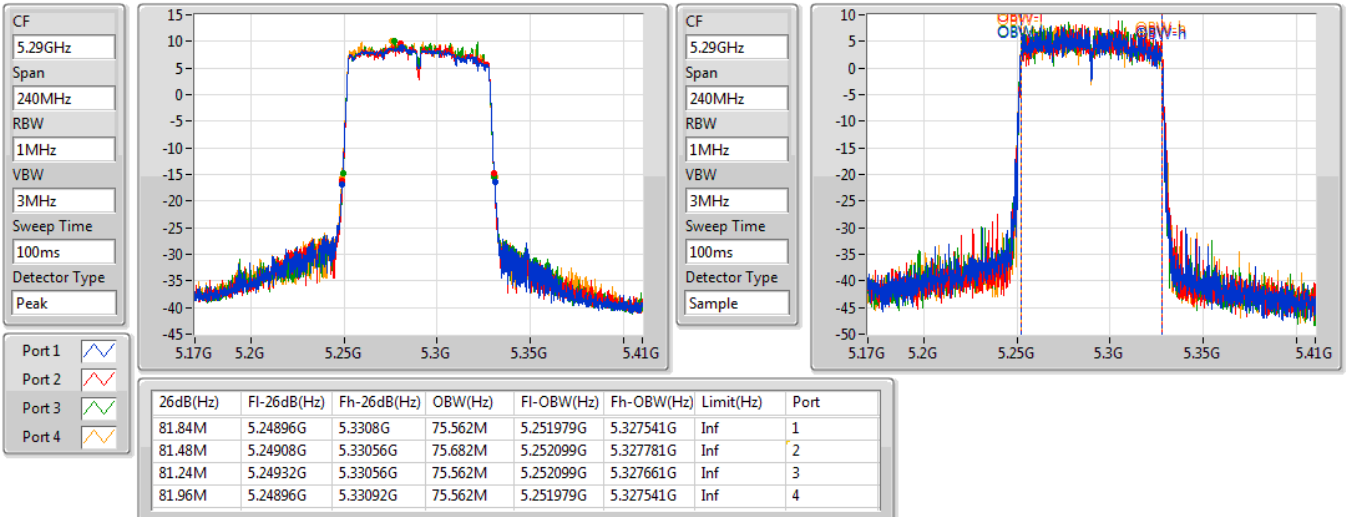 CF
5.29GHz
Span
240MHz
RBW
1MHz
VBW
3MHz
Sweep Time
100ms
Detector Type
Peak
15
10
5
0
-5
-10
-15
-20
-25
-30
-35
-40
-45
5.17G 5.2G 5.25G 5.3G 5.35G 5.41G
CF
5.29GHz
Span
240MHz
RBW
1MHz
VBW
3MHz
Sweep Time
100ms
Detector Type
Sample
10
5
0
-5
-10
-15
-20
-25
-30
-35
-40
-45
-50
OBW-l
OBW-h
5.17G 5.2G 5.25G 5.3G 5.35G 5.41G
Port 1
Port 2
Port 3
Port 4
26dB(Hz) Fl-26dB(Hz) Fh-26dB(Hz) OBW(Hz) Fl-OBW(Hz) Fh-OBW(Hz) Limit(Hz) Port
81.84M 5.24896G 5.3308G 75.562M 5.251979G 5.327541G Inf 1
81.48M 5.24908G 5.33056G 75.682M 5.252099G 5.327781G Inf 2
81.24M 5.24932G 5.33056G 75.562M 5.252099G 5.327661G Inf 3
81.96M 5.24896G 5.33092G 75.562M 5.251979G 5.327541G Inf 4